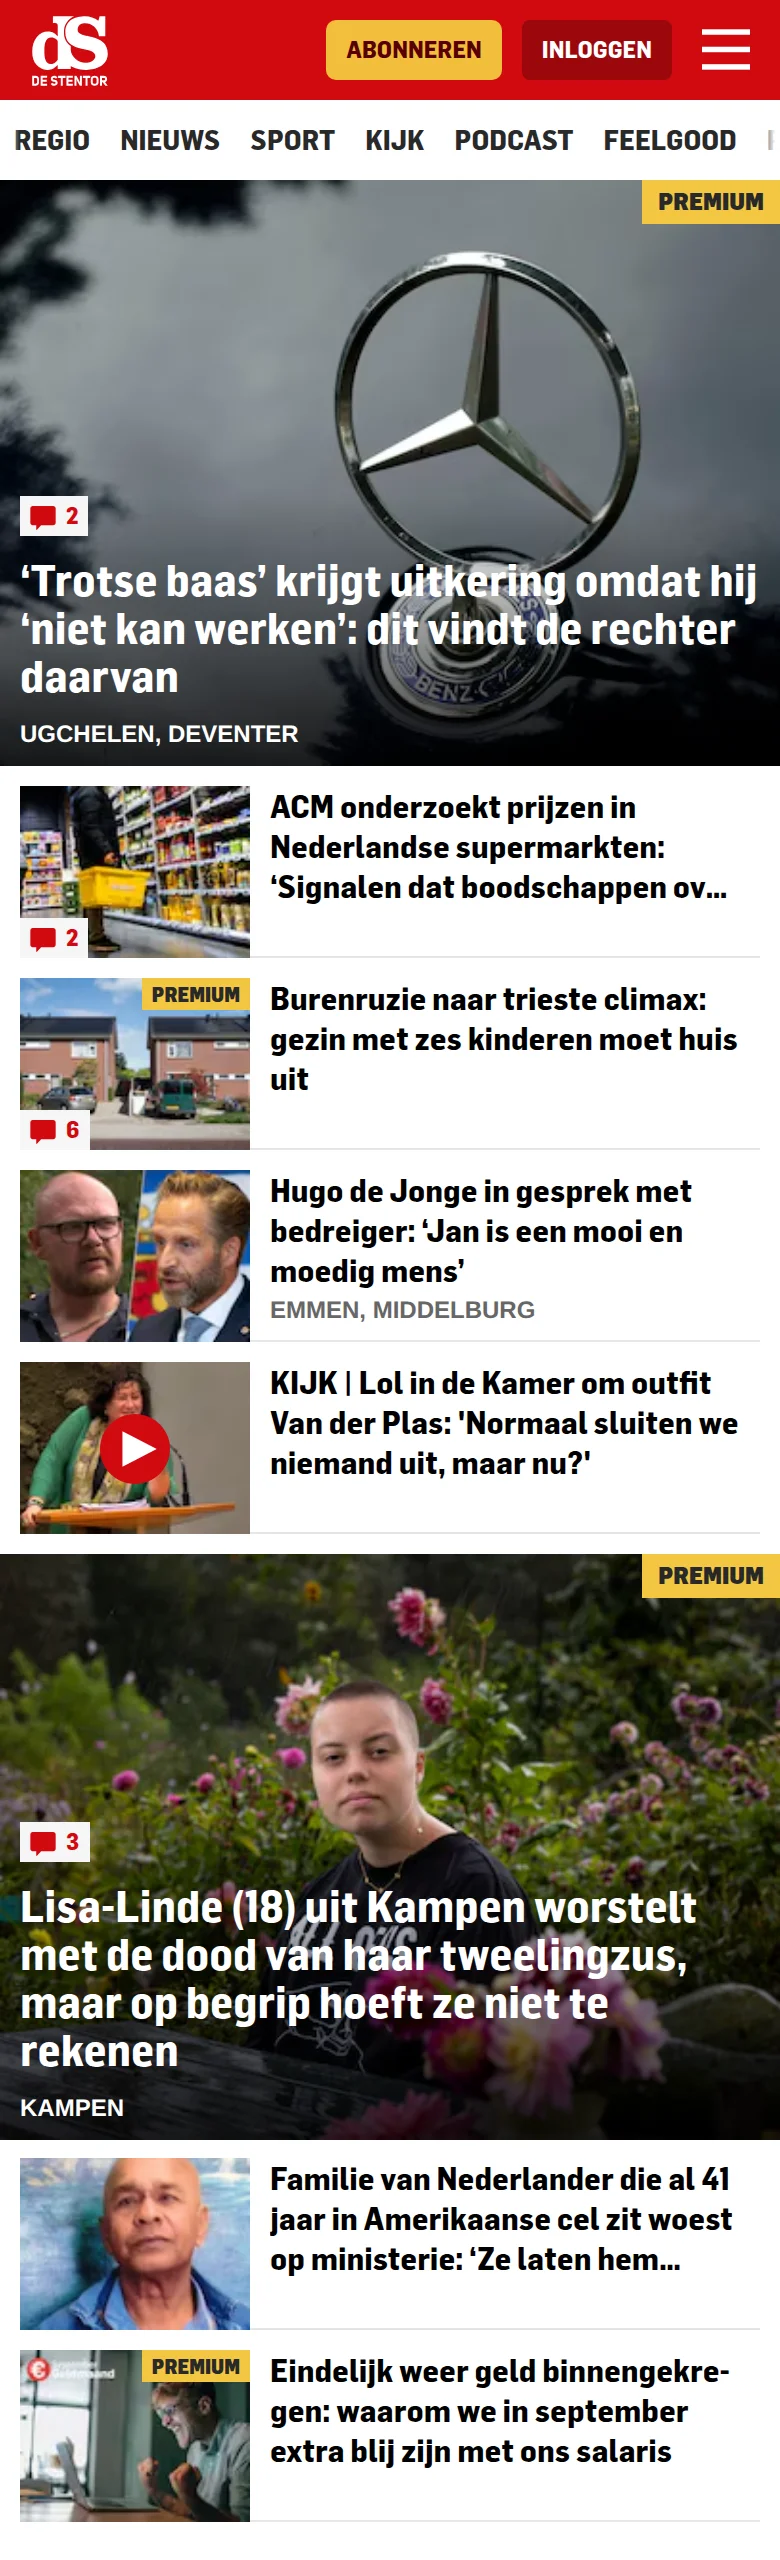 dS
DE STENTOR
ABONNEREN
INLOGGEN
REGIO NIEUWS SPORT KIJK PODCAST FEELGOOD
PREMIUM
BENZ
2
‘Trotse baas’ krijgt uitkering omdat hij
‘niet kan werken’: dit vindt de rechter
daarvan
UGCHELEN, DEVENTER
ACM onderzoekt prijzen in
Nederlandse supermarkten:
‘Signalen dat boodschappen ov...
2
PREMIUM
Burenruzie naar trieste climax:
gezin met zes kinderen moet huis
uit
6
Hugo de Jonge in gesprek met
bedreiger: ‘Jan is een mooi en
moedig mens’
EMMEN, MIDDELBURG
KIJK | Lol in de Kamer om outfit
Van der Plas: 'Normaal sluiten we
niemand uit, maar nu?'
PREMIUM
3
Lisa-Linde (18) uit Kampen worstelt
met de dood van haar tweelingzus,
maar op begrip hoeft ze niet te
rekenen
KAMPEN
Familie van Nederlander die al 41
jaar in Amerikaanse cel zit woest
op ministerie: ‘Ze laten hem...
PREMIUM
Eindelijk weer geld binnengekre-
gen: waarom we in september
extra blij zijn met ons salaris